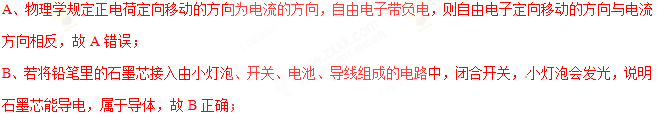 A、物理学规定正电荷定向移动的方向为电流的方向，自由电子带负电，则自由电子定向移动的方向与电流
方向相反，故 A 错误；
B、若将铅笔里的石墨芯接入由小灯泡、开关、电池、导线组成的电路中，闭合开关，小灯泡会发光，说明
石墨芯能导电，属于导体，故 B 正确；